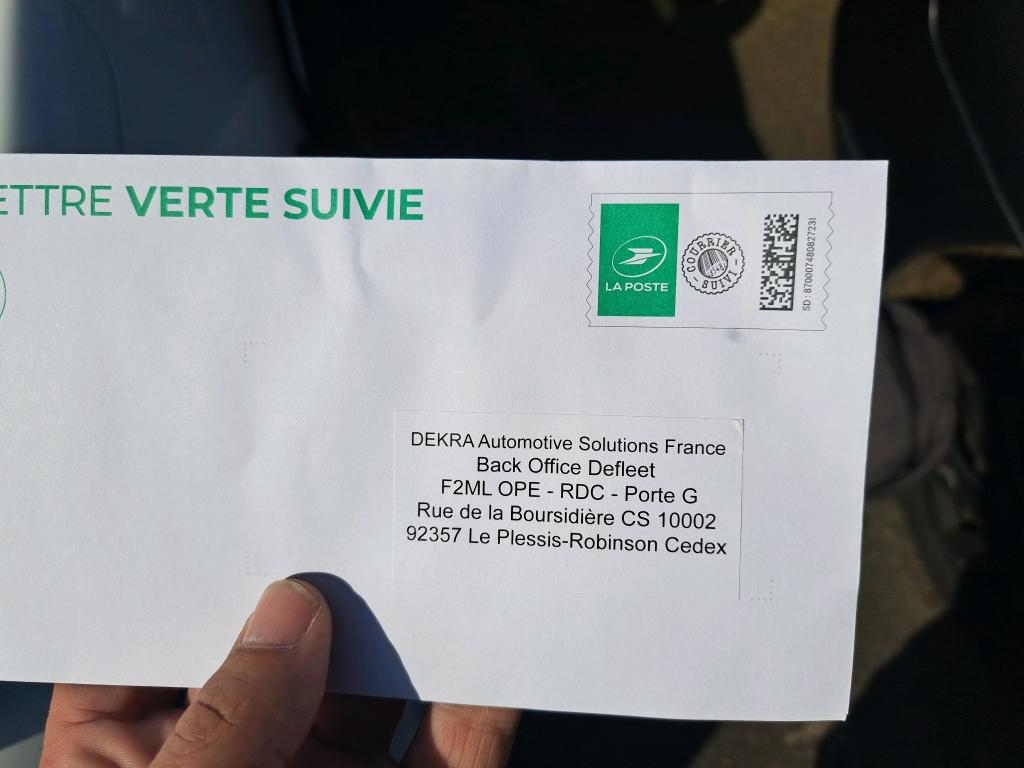 ETTRE VERTE SUIVIE
LA POSTE
COURRIER
SUIVI
SD : 87000748082723I
DEKRA Automotive Solutions France
Back Office Defleet
F2ML OPE - RDC - Porte G
Rue de la Boursidière CS 10002
92357 Le Plessis-Robinson Cedex